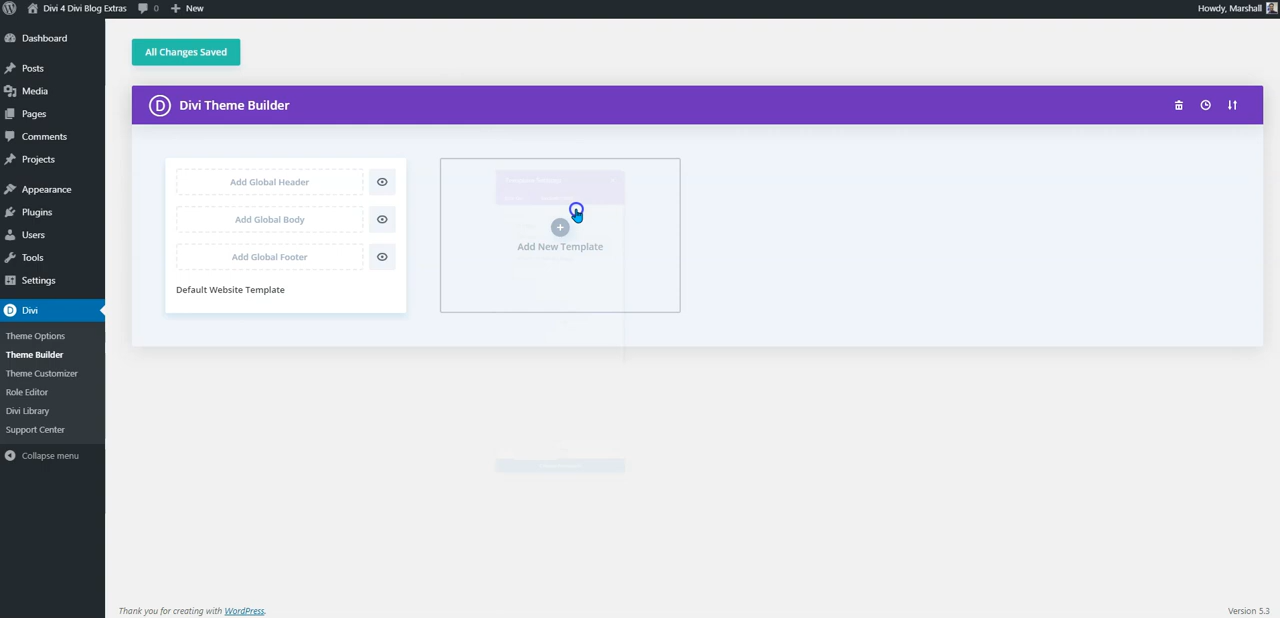 Divi 4 Divi Blog Extras
0
New
Howdy, Marshall
Dashboard
Posts
Media
Pages
Comments
Projects
Appearance
Plugins
Users
Tools
Settings
Divi
Theme Options
Theme Builder
Theme Customizer
Role Editor
Divi Library
Support Center
Collapse menu
All Changes Saved
D Divi Theme Builder
Add Global Header
Add Global Body
Add Global Footer
Default Website Template
Add New Template
Thank you for creating with WordPress.
Version 5.3